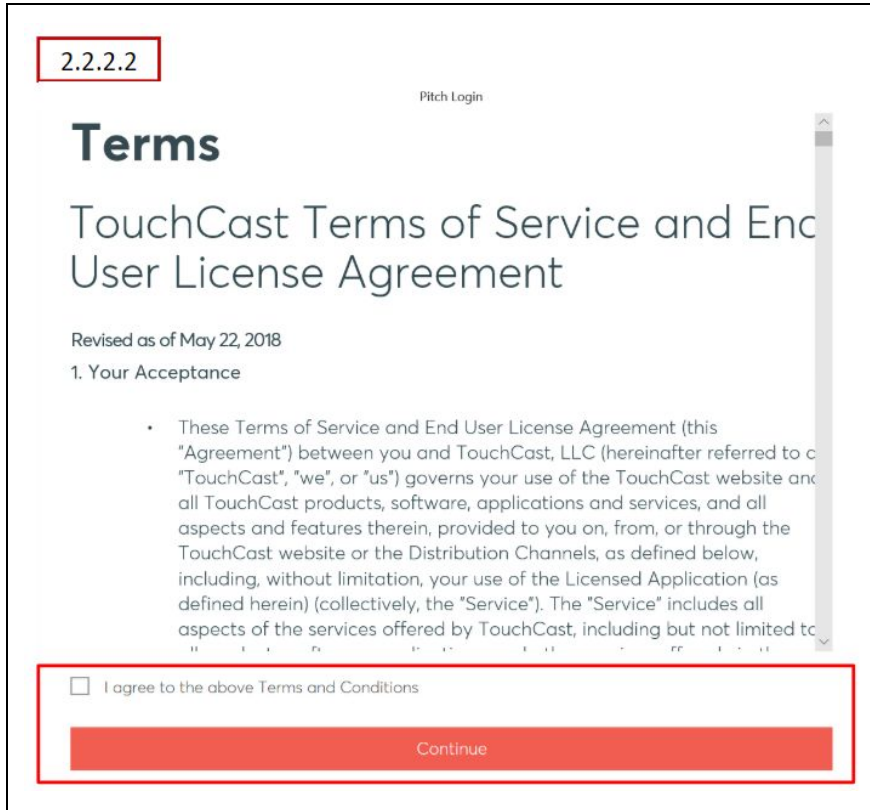 2.2.2.2
Pitch Login
Terms
TouchCast Terms of Service and
User License Agreement
Revised as of May 22, 2018
1. Your Acceptance
• These Terms of Service and End User License Agreement (this
"Agreement") between you and TouchCast, LLC (hereinafter referred to
"TouchCast", "we", or "us") governs your use of the TouchCast website
all TouchCast products, software, applications and services, and all
aspects and features therein, provided to you on, from, or through the
TouchCast website or the Distribution Channels, as defined below,
including, without limitation, your use of the Licensed Application (as
defined herein) (collectively, the "Service"). The "Service" includes all
aspects of the services offered by TouchCast, including but not limited
I agree to the above Terms and Conditions
Continue